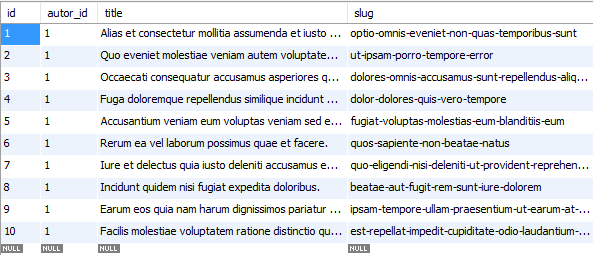 id autor_id title slug
1 1 Alias et consectetur mollitia assumenda et iusto ... optio-omnis-eveniet-non-quas-temporibus-sunt
2 1 Quo eveniet molestiae veniam autem voluptate... ut-ipsam-porro-tempore-error
3 1 Occaecati consequatur accusamus asperiores q... dolores-omnis-accusamus-sunt-repellendus-aliq...
4 1 Fuga doloremque repellendus similique incidunt ... dolor-dolores-quis-vero-tempore
5 1 Accusantium veniam eum voluptas veniam sed e... fugiat-voluptas-molestias-eum-blanditiis-eum
6 1 Rerum ea vel laborum possimus quae et facere. quos-sapiente-non-beatae-natus
7 1 Iure et delectus quia iusto deleniti accusamus e... quo-eligendi-nisi-deleniti-ut-provident-reprehen...
8 1 Incidunt quidem nisi fugiat expedita doloribus. beatae-aut-fugit-rem-sunt-iure-dolorem
9 1 Earum eos quia nam harum dignissimos pariatur ... ipsam-tempore-ullam-praesentium-ut-earum-at-...
10 1 Facilis molestiae voluptatem ratione distinctio qu... est-repellat-impedit-cupiditate-odio-laudantium-...
NULL NULL NULL NULL